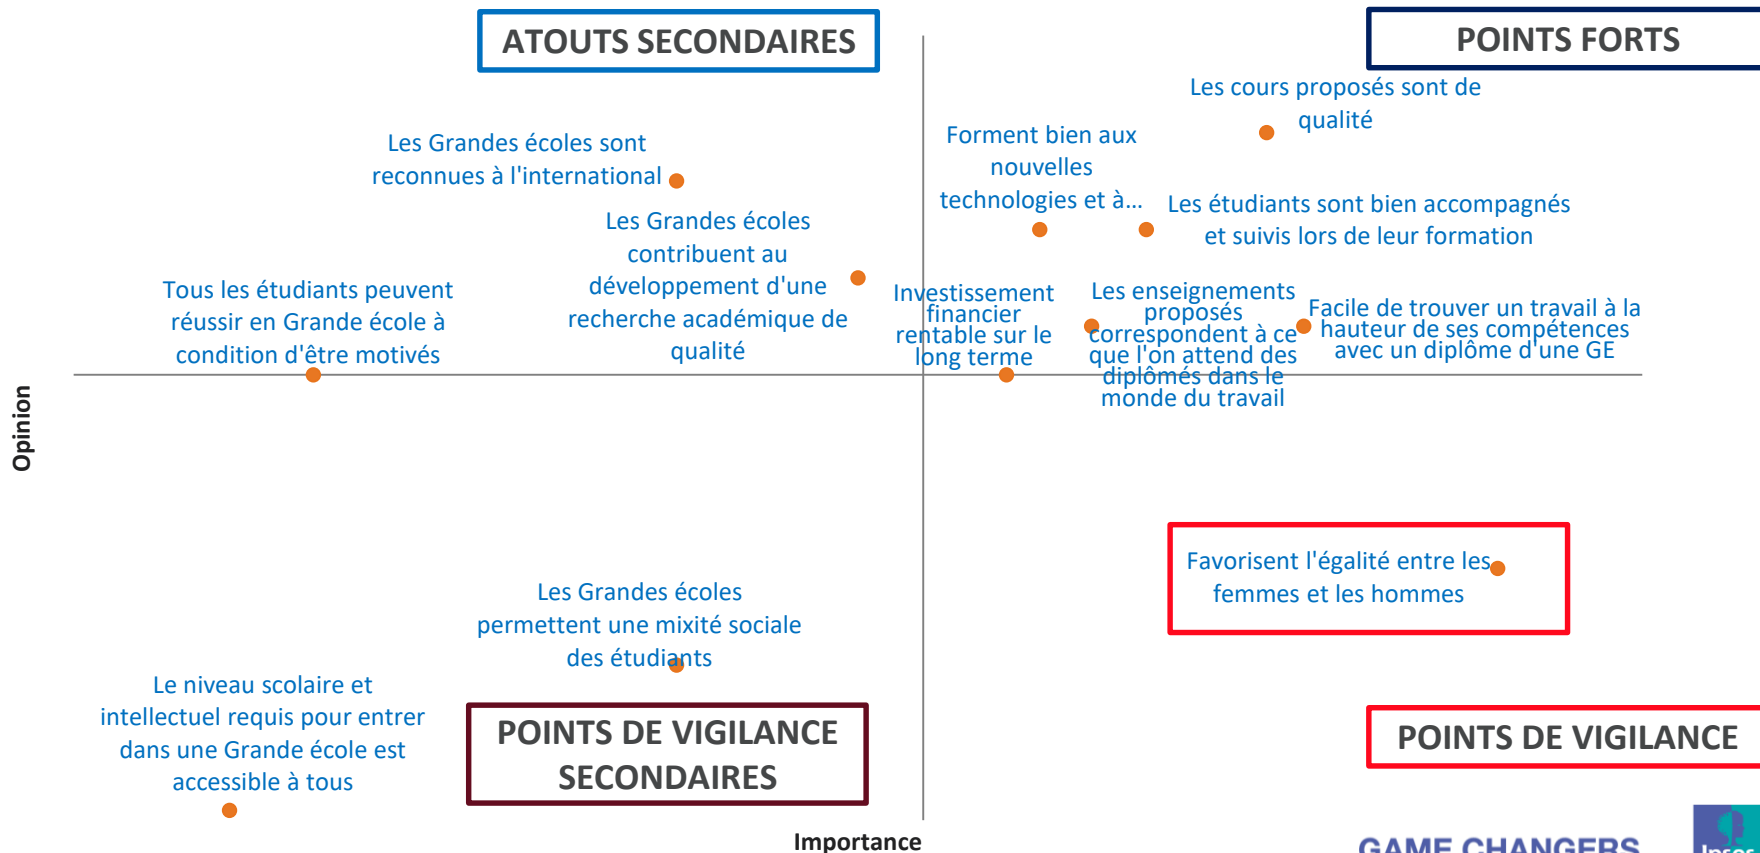 ATOUTS SECONDAIRES
POINTS FORTS
Les cours proposés sont de
qualité
Les Grandes écoles sont
reconnues à l'international
Forment bien aux
nouvelles
technologies et à...
Les étudiants sont bien accompagnés
et suivis lors de leur formation
Les Grandes écoles
contribuent au
développement d'une
recherche académique de
qualité
Tous les étudiants peuvent
réussir en Grande école à
condition d'être motivés
Investissement
financier
rentable sur le
long terme
Les enseignements
proposés
correspondent à ce
que l'on attend des
diplômés dans le
monde du travail
Facile de trouver un travail à la
hauteur de ses compétences
avec un diplôme d'une GE
Opinion
Favorisent l'égalité entre les
femmes et les hommes
Les Grandes écoles
permettent une mixité sociale
des étudiants
Le niveau scolaire et
intellectuel requis pour entrer
dans une Grande école est
accessible à tous
POINTS DE VIGILANCE
SECONDAIRES
POINTS DE VIGILANCE
Importance
GAME CHANGERS
Ipsos